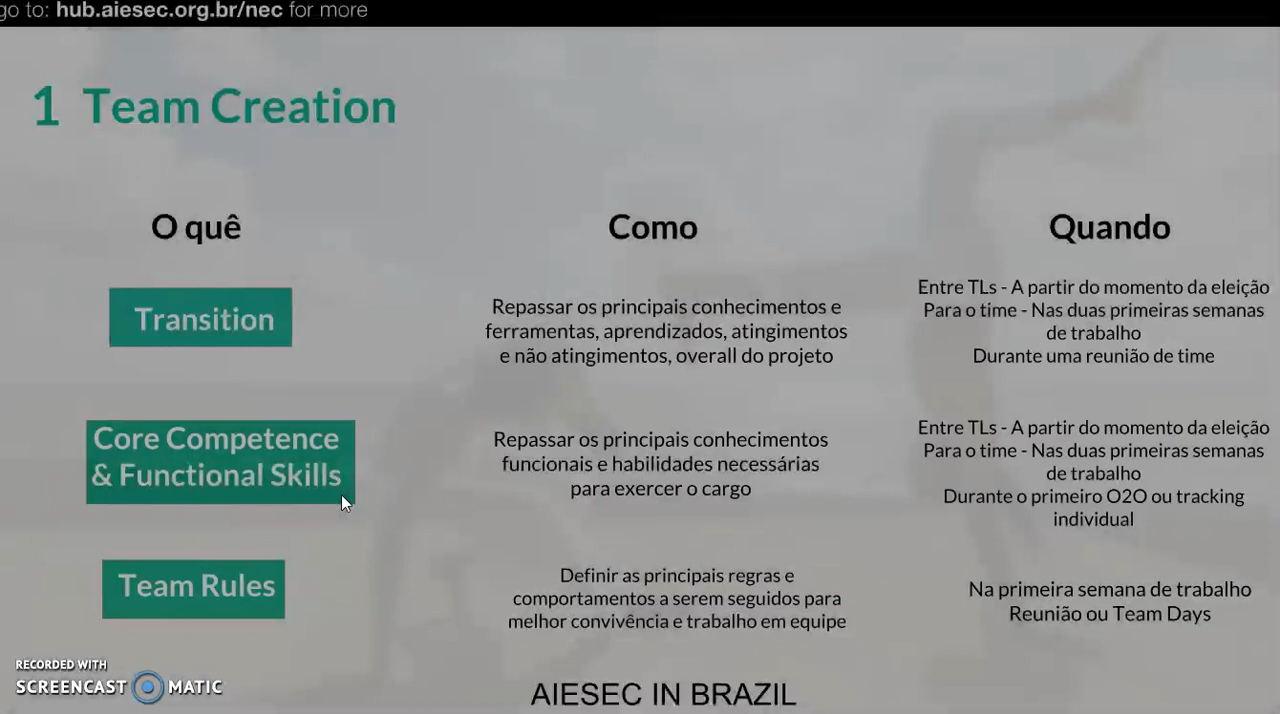 go to: hub.aiesec.org.br/nec for more
1 Team Creation
O quê
Como
Quando
Transition
Repassar os principais conhecimentos e
ferramentas, aprendizados, atingimentos
e não atingimentos, overall do projeto
Entre TLs - A partir do momento da eleição
Para o time - Nas duas primeiras semanas
de trabalho
Durante uma reunião de time
Core Competence
& Functional Skills
Repassar os principais conhecimentos
funcionais e habilidades necessárias
para exercer o cargo
Entre TLs - A partir do momento da eleição
Para o time - Nas duas primeiras semanas
de trabalho
Durante o primeiro O2O ou tracking
individual
Team Rules
Definir as principais regras e
comportamentos a serem seguidos para
melhor convivência e trabalho em equipe
Na primeira semana de trabalho
Reunião ou Team Days
RECORDED WITH
SCREENCAST MATIC
AIESEC IN BRAZIL